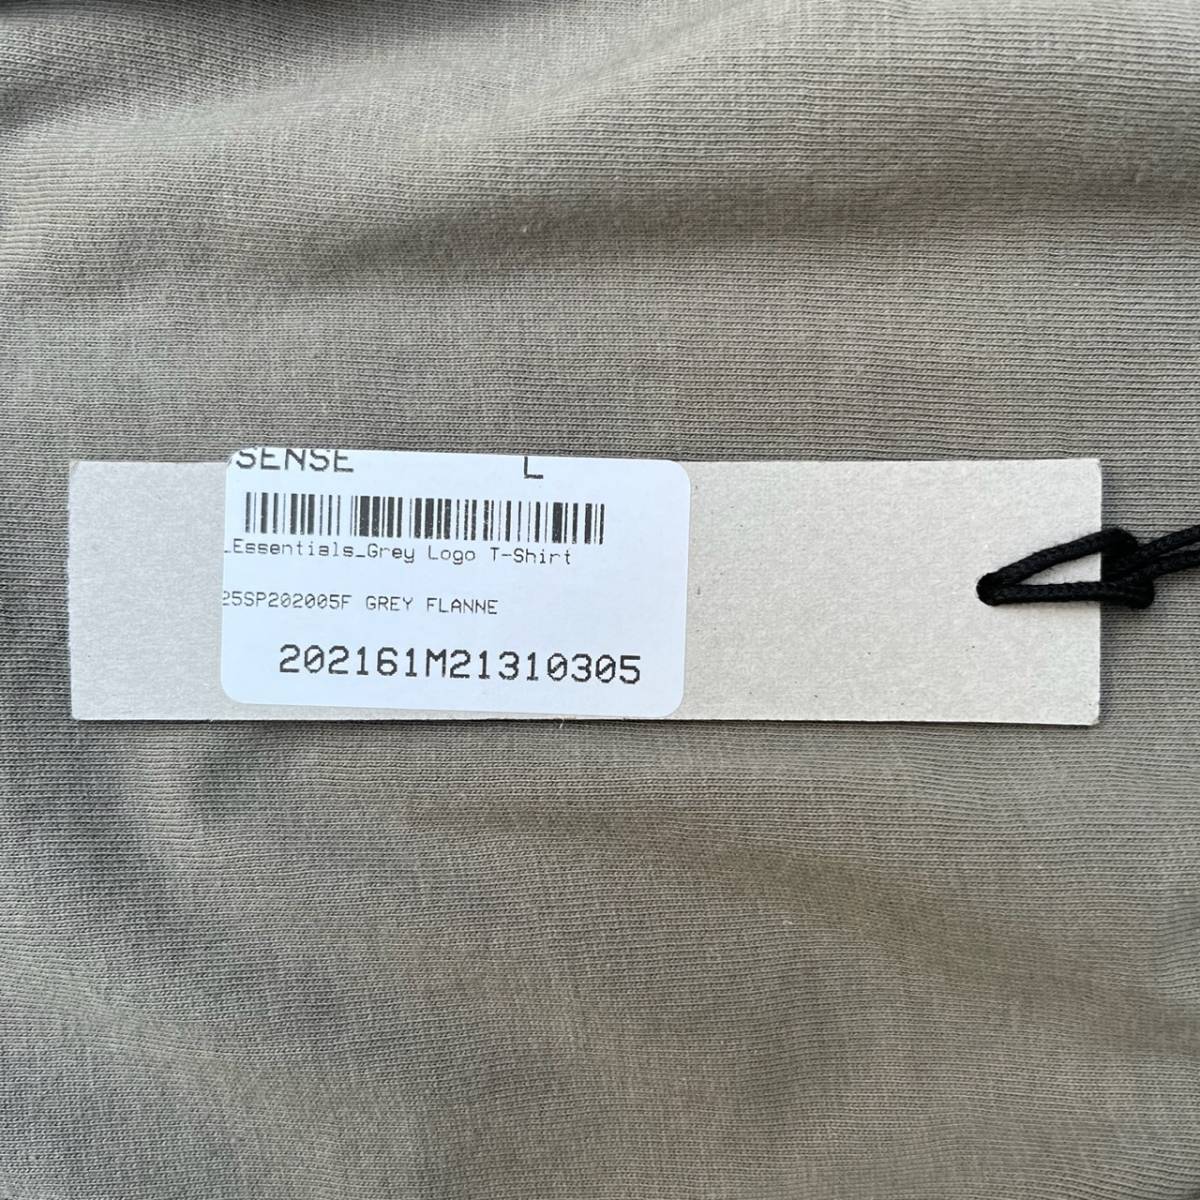 SENSE L
_Essentials_Grey Logo T-Shirt
25SP202005F GREY FLANNE
202161M21310305